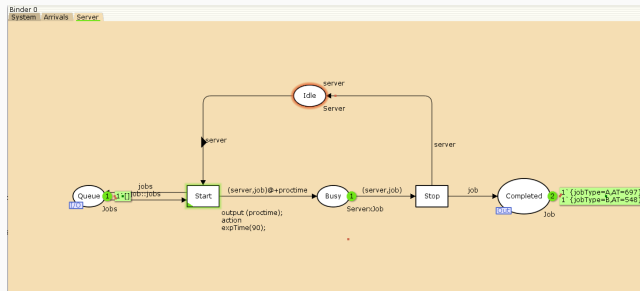 Binder 0
System Arrivals Server
server
Idle
Server
server
server
jobs
job::jobs
Queue 1 1`[]
Jobs
Start
(server,job)@+proctime
output (proctime);
action
expTime(90);
Busy 1
ServerxJob
(server,job)
Stop
job
Completed 2
Job
1`{jobType=A,AT=697}
1`{jobType=B,AT=548}